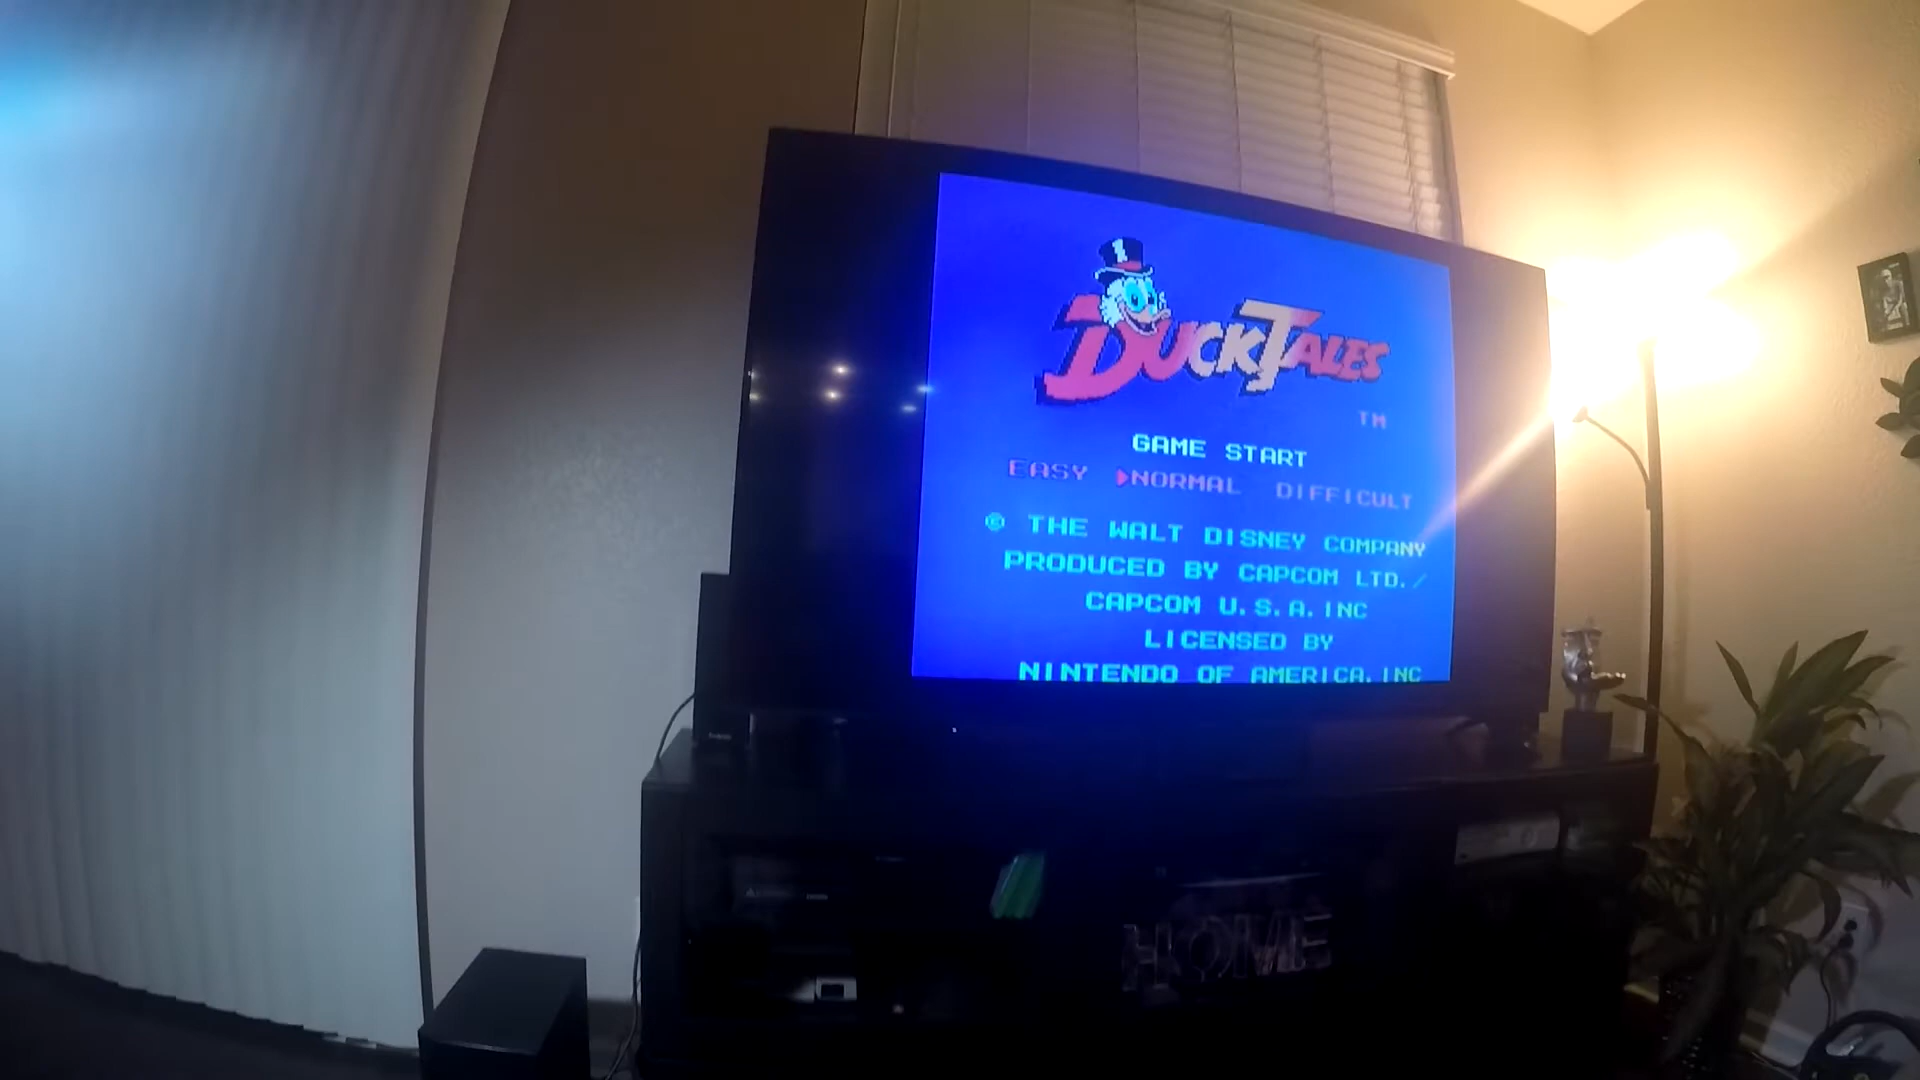 DUCKTALES
TM
GAME START
EASY ▶NORMAL DIFFICULT
© THE WALT DISNEY COMPANY
PRODUCED BY CAPCOM LTD./
CAPCOM U.S.A.INC
LICENSED BY
NINTENDO OF AMERICA.INC
HOME